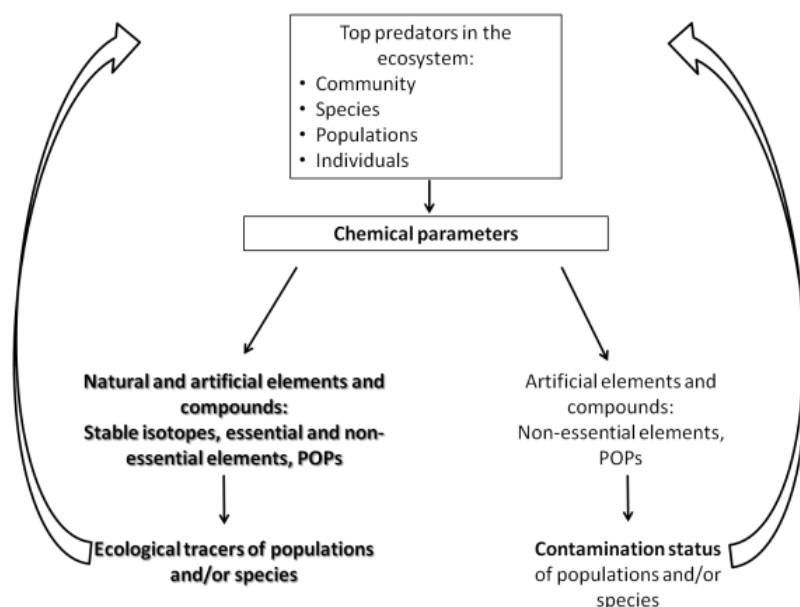 Top predators in the
ecosystem:
• Community
• Species
• Populations
• Individuals
Chemical parameters
Natural and artificial elements and
compounds:
Stable isotopes, essential and non-
essential elements, POPs
Artificial elements and
compounds:
Non-essential elements,
POPs
Ecological tracers of populations
and/or species
Contamination status
of populations and/or
species